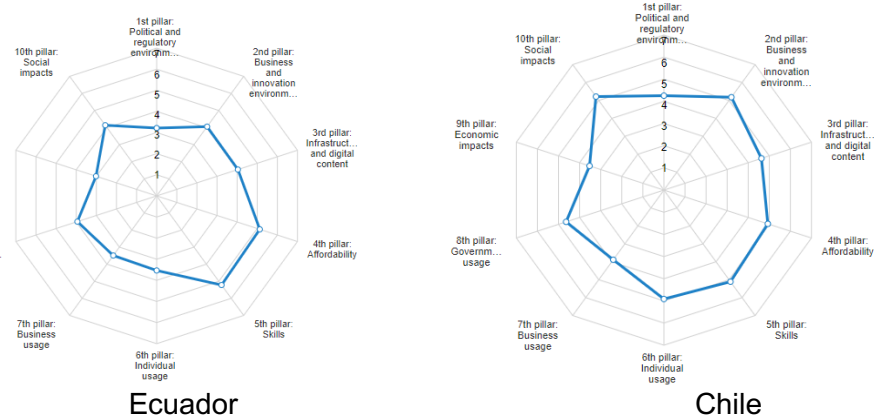 1st pillar:
Political and
regulatory
environm…
2nd pillar:
Business
and
innovation
environm…
3rd pillar:
Infrastruct…
and digital
content
4th pillar:
Affordability
5th pillar:
Skills
6th pillar:
Individual
usage
7th pillar:
Business
usage
10th pillar:
Social
impacts
7
6
5
4
3
2
1
Ecuador
1st pillar:
Political and
regulatory
environm…
2nd pillar:
Business
and
innovation
environm…
3rd pillar:
Infrastruct…
and digital
content
4th pillar:
Affordability
5th pillar:
Skills
6th pillar:
Individual
usage
7th pillar:
Business
usage
8th pillar:
Governm…
usage
9th pillar:
Economic
impacts
10th pillar:
Social
impacts
7
6
5
4
3
2
1
Chile